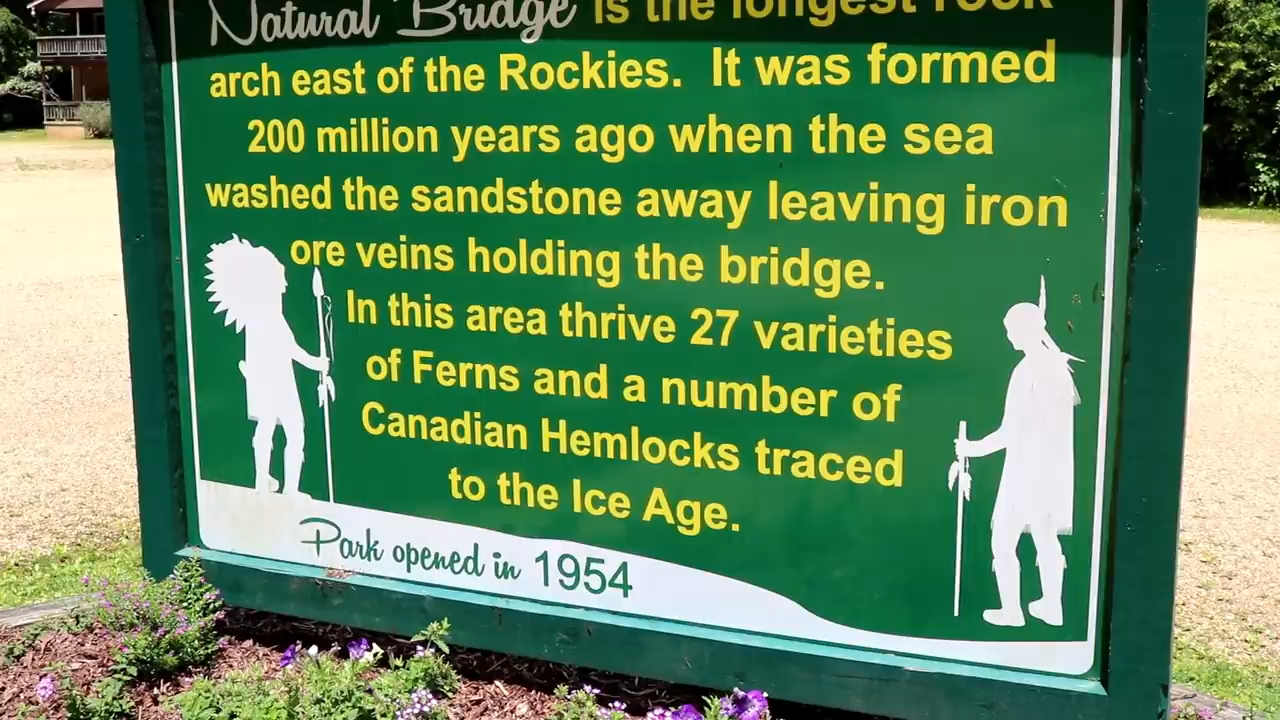 Natural Bridge is the longest rock
arch east of the Rockies. It was formed
200 million years ago when the sea
washed the sandstone away leaving iron
ore veins holding the bridge.
In this area thrive 27 varieties
of Ferns and a number of
Canadian Hemlocks traced
to the Ice Age.
Park opened in 1954